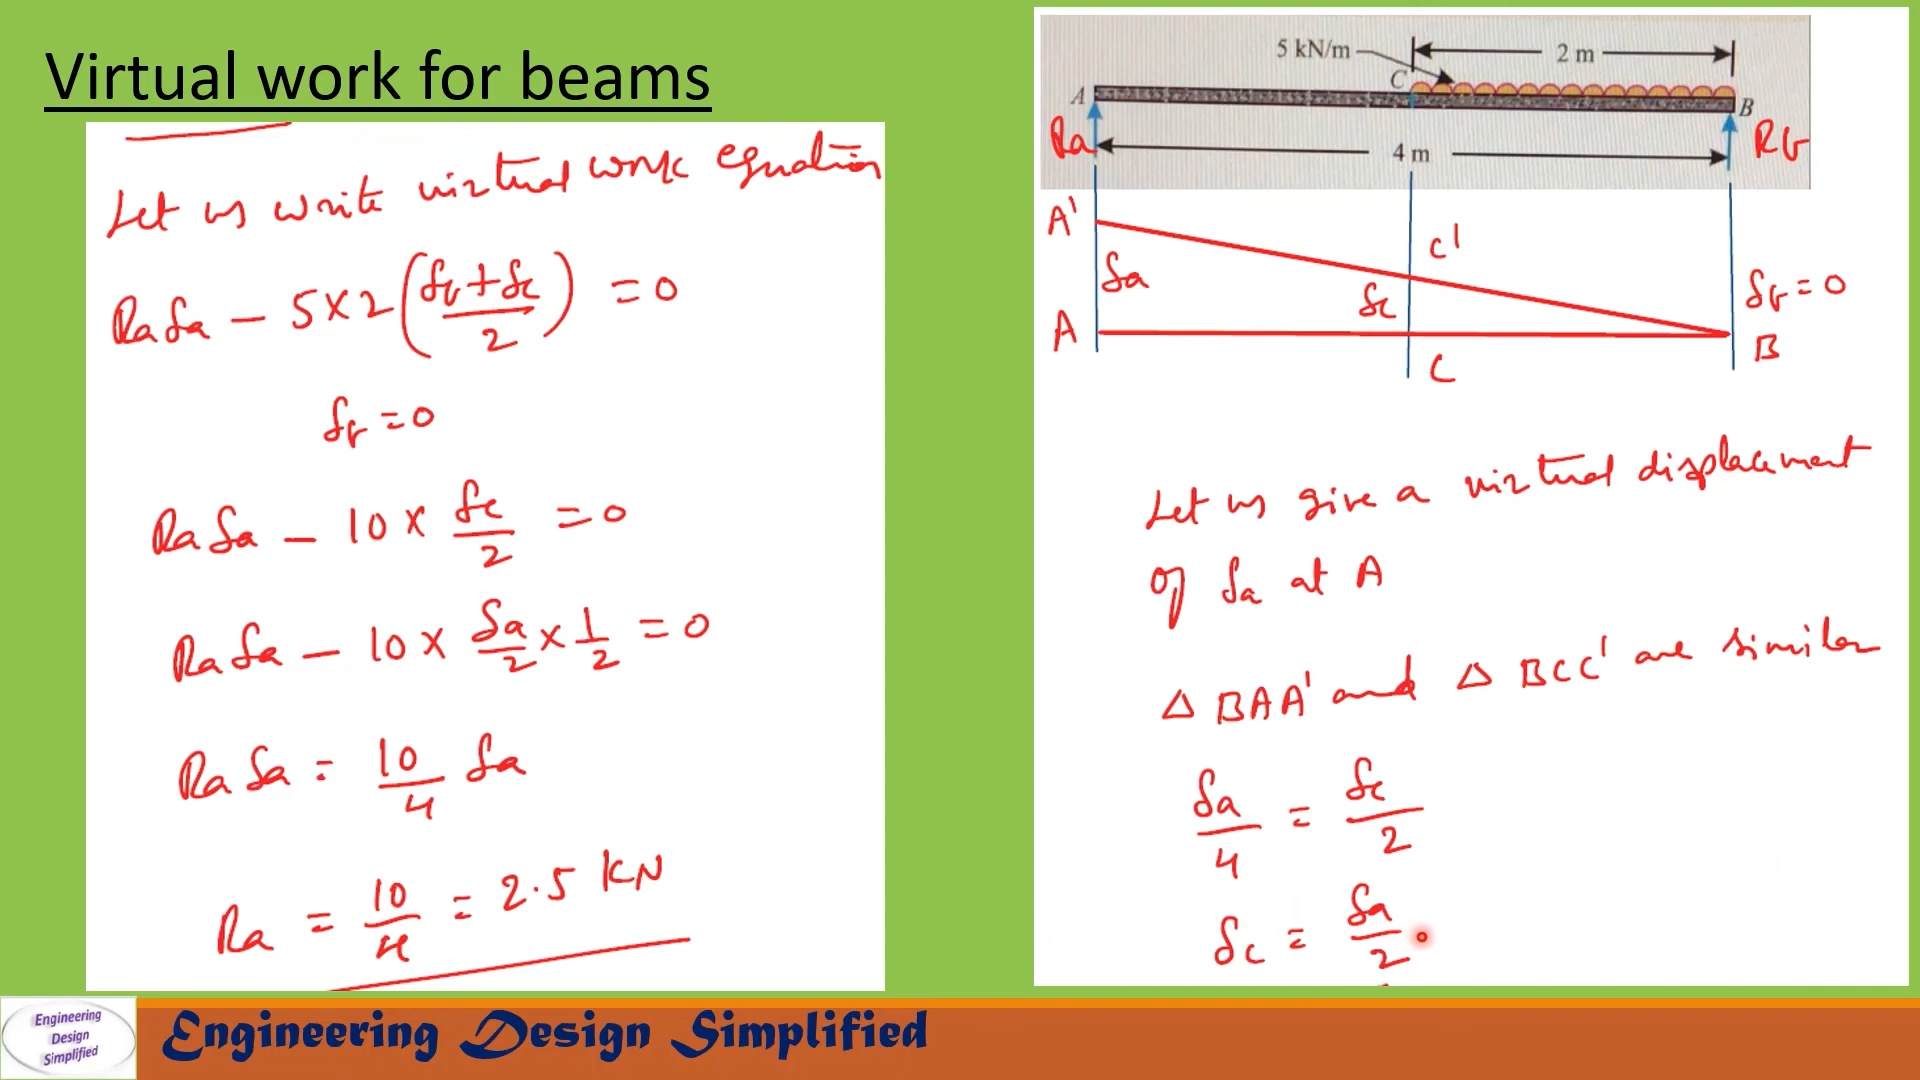 Virtual work for beams
Let us write virtual work equation
Ra δa − 5×2 ((δb + δc)/2) = 0
δb = 0
Ra δa − 10 × δc/2 = 0
Ra δa − 10 × δa/2 × 1/2 = 0
Ra δa = 10/4 δa
Ra = 10/4 = 2.5 KN
5 kN/m
2 m
C
A
B
Ra
4 m
Rb
A'
C'
δa
δc
δb = 0
A
C
B
Let us give a virtual displacement
of δa at A
Δ BAA' and Δ BCC' are similar
δa/4 = δc/2
δc = δa/2
Engineering
Design
Simplified
Engineering Design Simplified